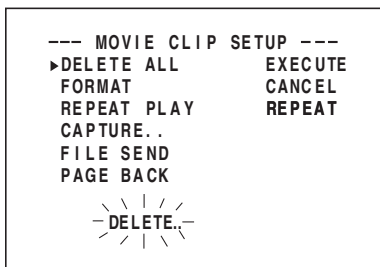 --- MOVIE CLIP SETUP ---
▶DELETE ALL EXECUTE
FORMAT CANCEL
REPEAT PLAY REPEAT
CAPTURE..
FILE SEND
PAGE BACK
DELETE..